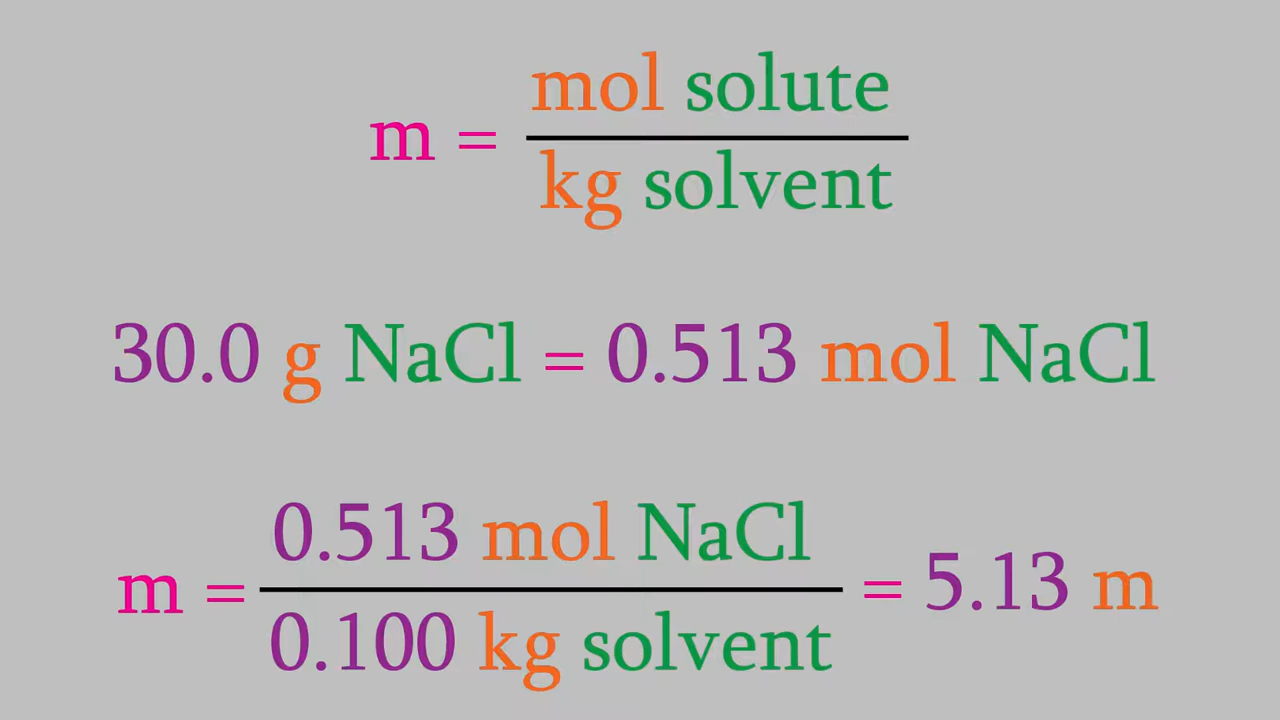 m = mol solute
kg solvent
30.0 g NaCl = 0.513 mol NaCl
m = 0.513 mol NaCl = 5.13 m
0.100 kg solvent